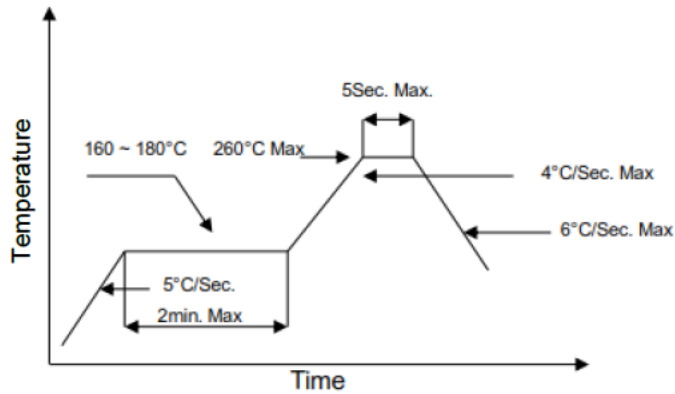 5Sec. Max.
160 ~ 180°C
260°C Max
4°C/Sec. Max
6°C/Sec. Max
5°C/Sec.
2min. Max
Temperature
Time